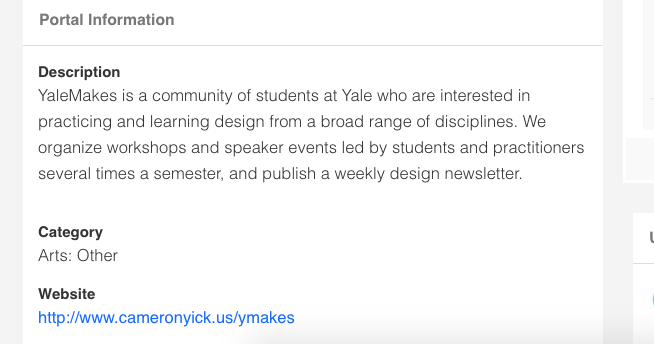 Portal Information
Description
YaleMakes is a community of students at Yale who are interested in
practicing and learning design from a broad range of disciplines. We
organize workshops and speaker events led by students and practitioners
several times a semester, and publish a weekly design newsletter.
Category
Arts: Other
Website
http://www.cameronyick.us/ymakes